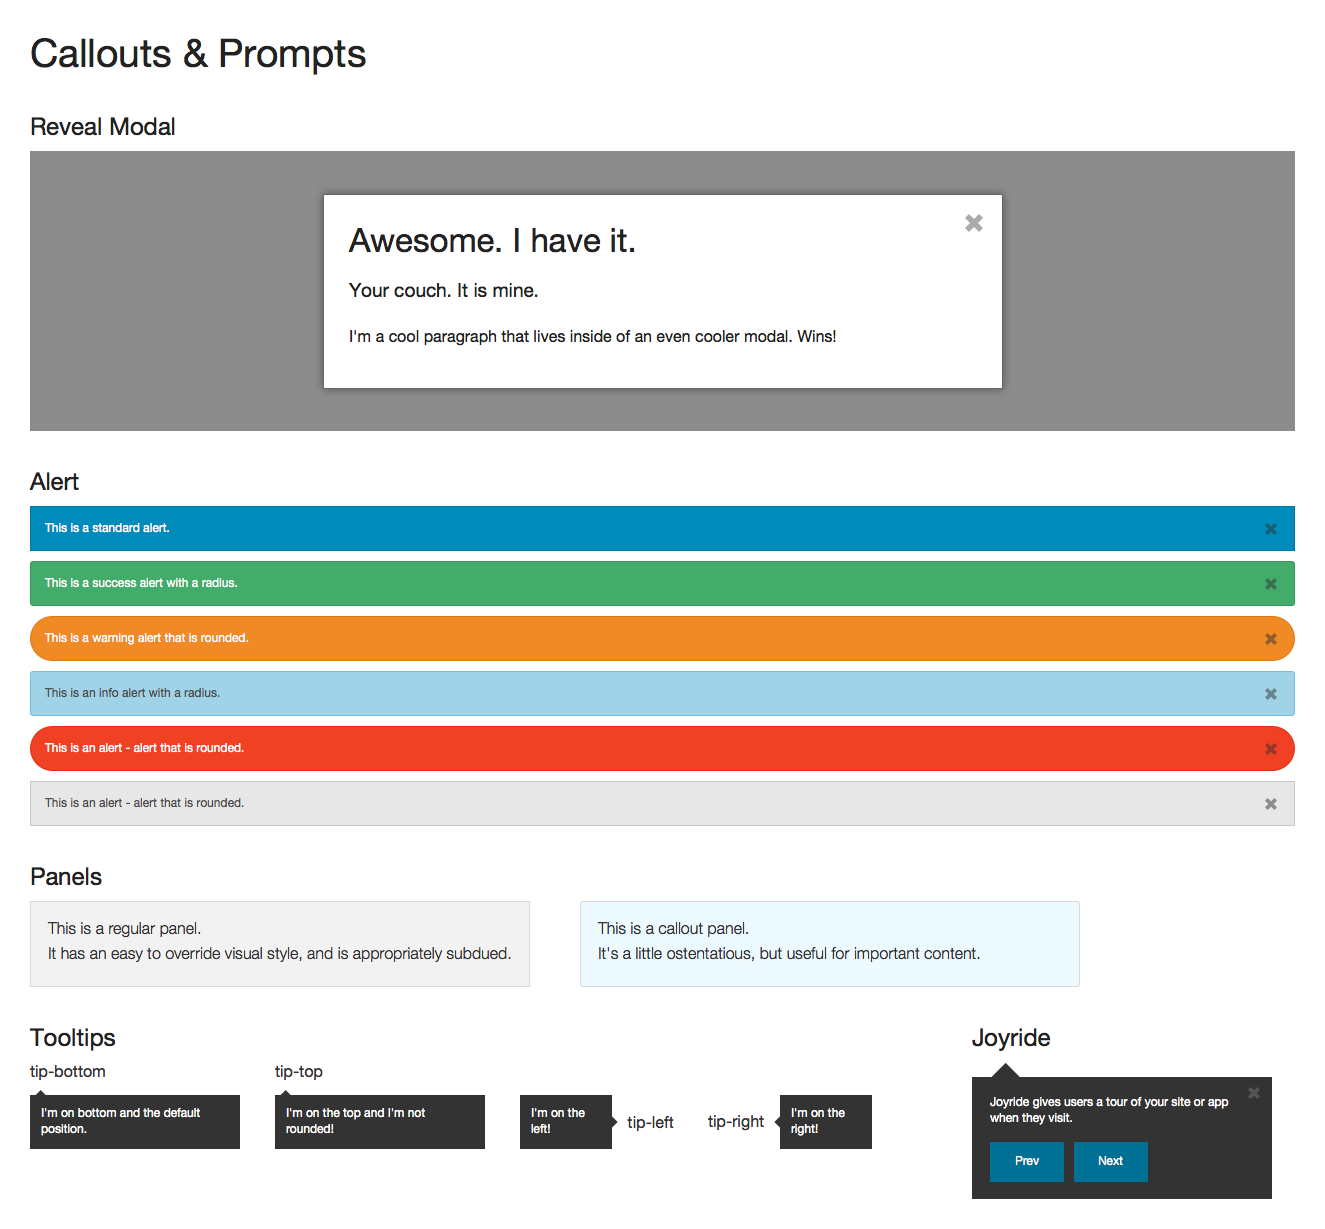 Callouts & Prompts
Reveal Modal
Awesome. I have it.
Your couch. It is mine.
I'm a cool paragraph that lives inside of an even cooler modal. Wins!
Alert
This is a standard alert.
This is a success alert with a radius.
This is a warning alert that is rounded.
This is an info alert with a radius.
This is an alert - alert that is rounded.
This is an alert - alert that is rounded.
Panels
This is a regular panel.
It has an easy to override visual style, and is appropriately subdued.
This is a callout panel.
It's a little ostentatious, but useful for important content.
Tooltips
tip-bottom
I'm on bottom and the default
position.
tip-top
I'm on the top and I'm not
rounded!
I'm on the
left!
tip-left
tip-right
I'm on the
right!
Joyride
Joyride gives users a tour of your site or app
when they visit.
Prev
Next